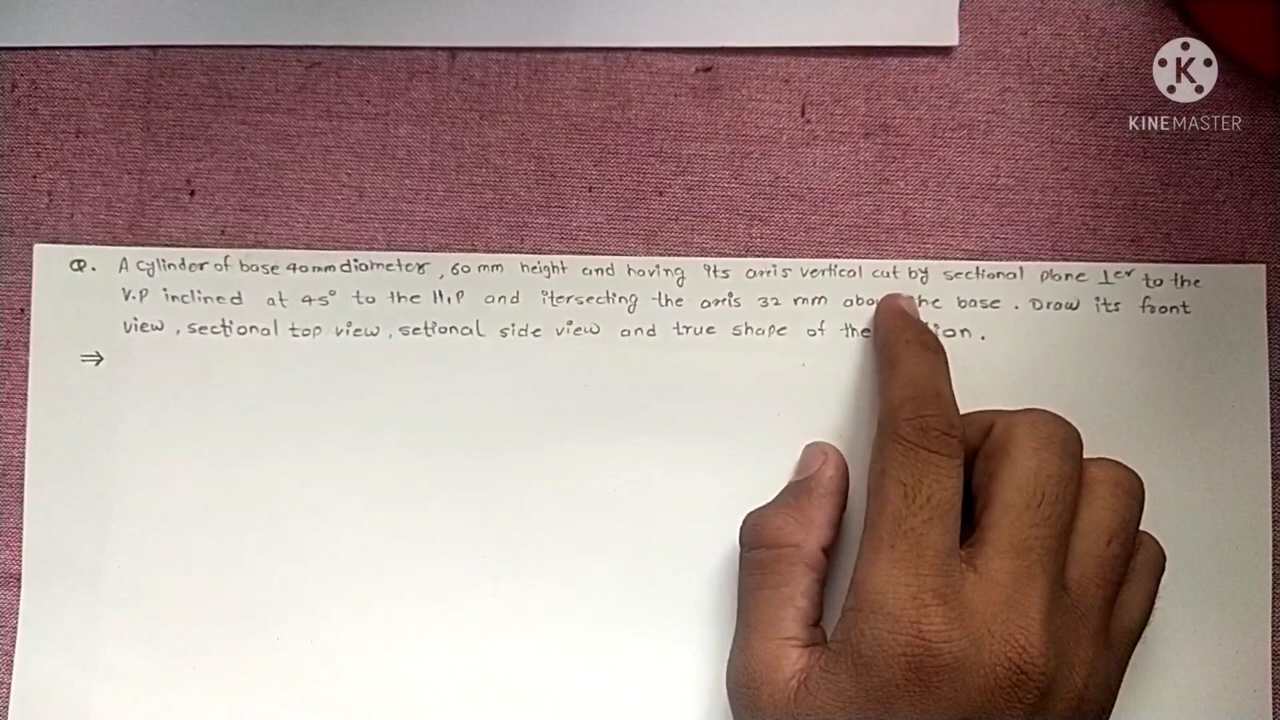 K
KINEMASTER
Q. A cylinder of base 40mm diameter, 60 mm height and having its axis vertical cut by sectional plane ⊥er to the
V.P inclined at 45° to the H.P and itersecting the axis 32 mm above the base. Draw its front
view, sectional top view, setional side view and true shape of the
⇒